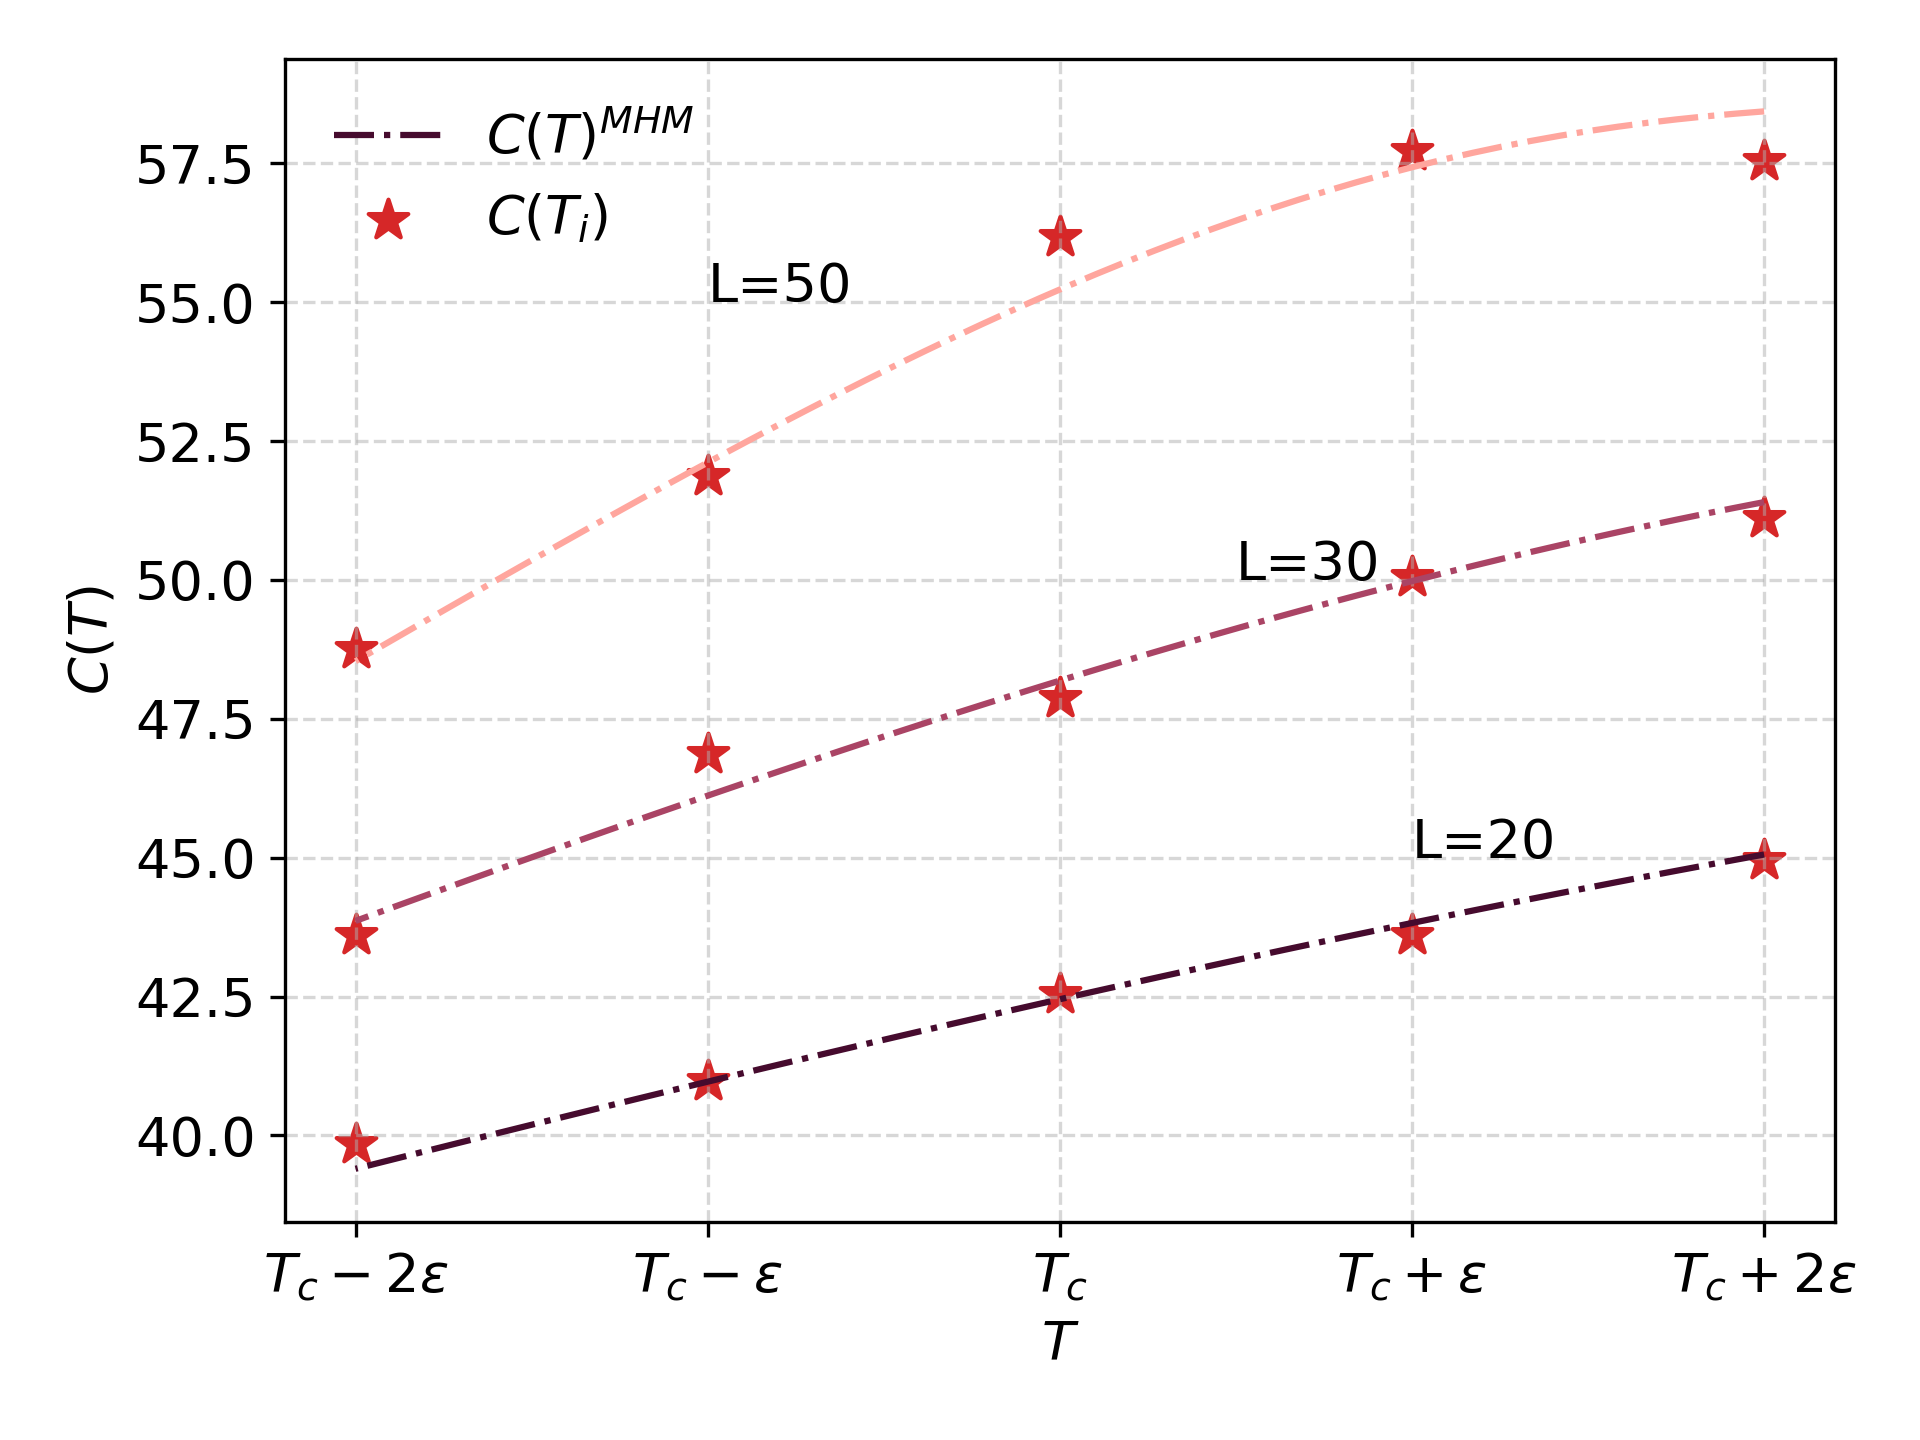 C(T)^{MHM}
C(T_i)
57.5
55.0
52.5
50.0
47.5
45.0
42.5
40.0
C(T)
L=50
L=30
L=20
T_c − 2ε
T_c − ε
T_c
T_c + ε
T_c + 2ε
T